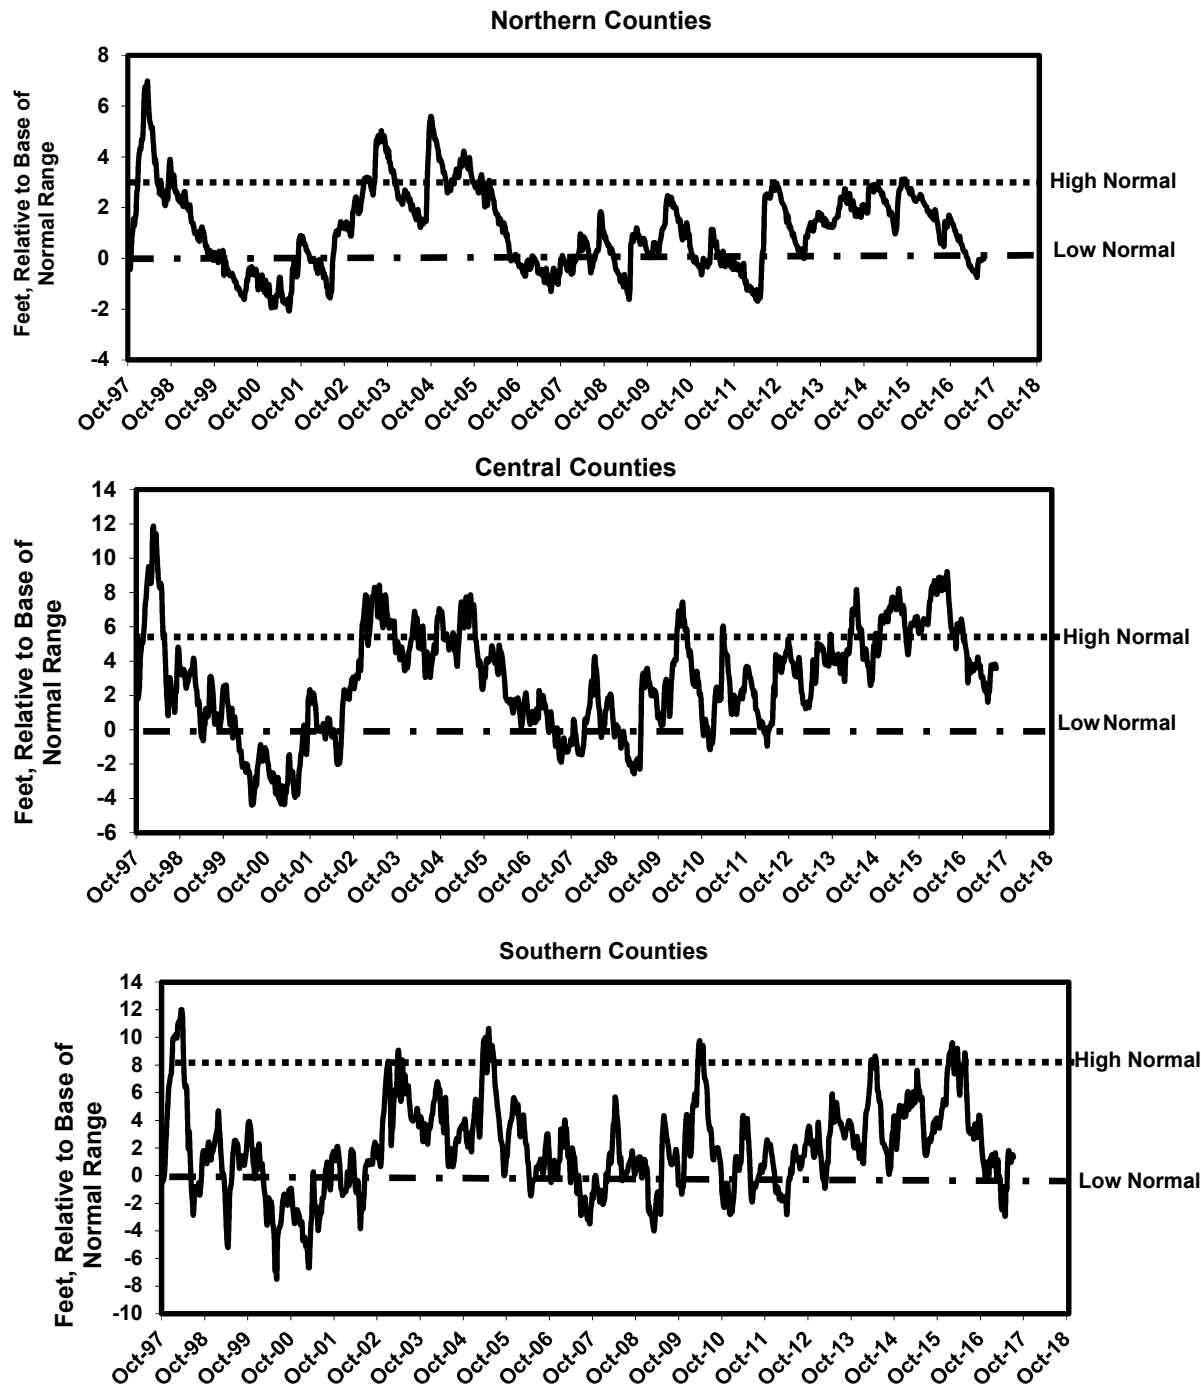 Northern Counties
Feet, Relative to Base of
Normal Range
8
6
4
2
0
-2
-4
High Normal
Low Normal
Oct-97
Oct-98
Oct-99
Oct-00
Oct-01
Oct-02
Oct-03
Oct-04
Oct-05
Oct-06
Oct-07
Oct-08
Oct-09
Oct-10
Oct-11
Oct-12
Oct-13
Oct-14
Oct-15
Oct-16
Oct-17
Oct-18
Central Counties
Feet, Relative to Base of
Normal Range
14
12
10
8
6
4
2
0
-2
-4
-6
High Normal
Low Normal
Oct-97
Oct-98
Oct-99
Oct-00
Oct-01
Oct-02
Oct-03
Oct-04
Oct-05
Oct-06
Oct-07
Oct-08
Oct-09
Oct-10
Oct-11
Oct-12
Oct-13
Oct-14
Oct-15
Oct-16
Oct-17
Oct-18
Southern Counties
Feet, Relative to Base of
Normal Range
14
12
10
8
6
4
2
0
-2
-4
-6
-8
-10
High Normal
Low Normal
Oct-97
Oct-98
Oct-99
Oct-00
Oct-01
Oct-02
Oct-03
Oct-04
Oct-05
Oct-06
Oct-07
Oct-08
Oct-09
Oct-10
Oct-11
Oct-12
Oct-13
Oct-14
Oct-15
Oct-16
Oct-17
Oct-18